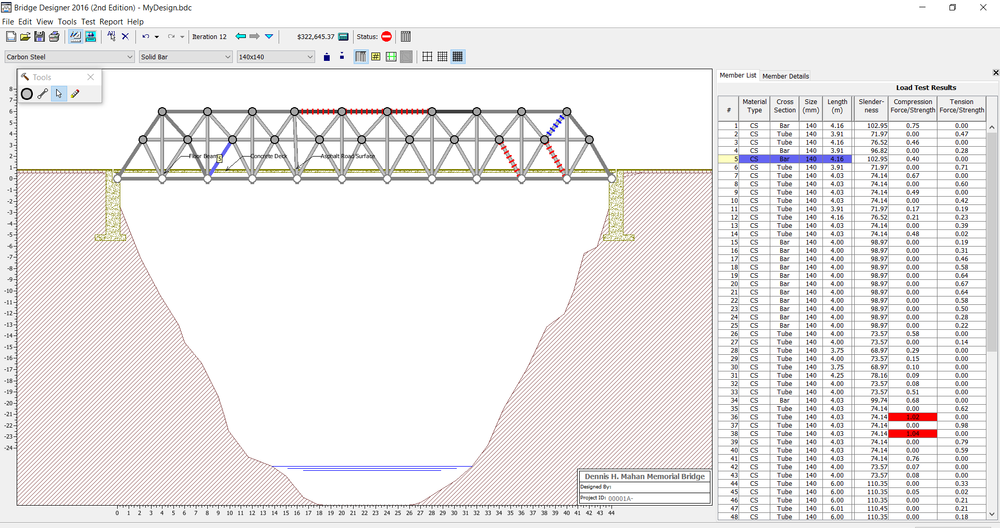 Bridge Designer 2016 (2nd Edition) - MyDesign.bdc
File Edit View Tools Test Report Help
Iteration 12 $322,645.37 Status:
Carbon Steel Solid Bar 140x140
Tools
8
7
6
5
4
3
2
1
0
-1
-2
-3
-4
-5
-6
-7
-8
-9
-10
-11
-12
-13
-14
-15
-16
-17
-18
-19
-20
-21
-22
-23
-24
Floor Beam 5 Concrete Deck Asphalt Road Surface
Dennis H. Mahan Memorial Bridge
Designed By:
Project ID: 00001A-
0 1 2 3 4 5 6 7 8 9 10 11 12 13 14 15 16 17 18 19 20 21 22 23 24 25 26 27 28 29 30 31 32 33 34 35 36 37 38 39 40 41 42 43 44
Member List Member Details
Load Test Results
# Material Type Cross Section Size (mm) Length (m) Slender-ness Compression Force/Strength Tension Force/Strength
1 CS Bar 140 4.16 102.95 0.75 0.00
2 CS Tube 140 3.91 71.97 0.00 0.47
3 CS Tube 140 4.16 76.52 0.46 0.00
4 CS Bar 140 3.91 96.82 0.00 0.28
5 CS Bar 140 4.16 102.95 0.40 0.00
6 CS Tube 140 3.91 71.97 0.00 0.71
7 CS Tube 140 4.03 74.14 0.67 0.00
8 CS Tube 140 4.03 74.14 0.00 0.60
9 CS Tube 140 4.03 74.14 0.49 0.00
10 CS Tube 140 4.03 74.14 0.00 0.42
11 CS Tube 140 3.91 71.97 0.17 0.19
12 CS Tube 140 4.16 76.52 0.21 0.23
13 CS Tube 140 4.03 74.14 0.00 0.39
14 CS Tube 140 4.03 74.14 0.48 0.02
15 CS Bar 140 4.00 98.97 0.00 0.19
16 CS Bar 140 4.00 98.97 0.00 0.31
17 CS Bar 140 4.00 98.97 0.00 0.46
18 CS Bar 140 4.00 98.97 0.00 0.58
19 CS Bar 140 4.00 98.97 0.00 0.64
20 CS Bar 140 4.00 98.97 0.00 0.67
21 CS Bar 140 4.00 98.97 0.00 0.64
22 CS Bar 140 4.00 98.97 0.00 0.58
23 CS Bar 140 4.00 98.97 0.00 0.50
24 CS Bar 140 4.00 98.97 0.00 0.28
25 CS Bar 140 4.00 98.97 0.00 0.22
26 CS Tube 140 4.00 73.57 0.58 0.00
27 CS Tube 140 4.00 73.57 0.00 0.14
28 CS Tube 140 3.75 68.97 0.29 0.00
29 CS Tube 140 4.00 73.57 0.15 0.00
30 CS Tube 140 3.75 68.97 0.10 0.00
31 CS Tube 140 4.25 78.16 0.09 0.00
32 CS Tube 140 4.00 73.57 0.08 0.00
33 CS Tube 140 4.00 73.57 0.51 0.00
34 CS Bar 140 4.03 99.74 0.68 0.00
35 CS Tube 140 4.03 74.14 0.00 0.62
36 CS Tube 140 4.03 74.14 1.02 0.00
37 CS Tube 140 4.03 74.14 0.00 0.98
38 CS Tube 140 4.03 74.14 1.04 0.00
39 CS Tube 140 4.03 74.14 0.00 0.79
40 CS Tube 140 4.03 74.14 0.00 0.59
41 CS Tube 140 4.03 74.14 0.76 0.00
42 CS Tube 140 4.00 73.57 0.07 0.00
43 CS Tube 140 4.00 73.57 0.08 0.00
44 CS Tube 140 6.00 110.35 0.00 0.33
45 CS Tube 140 6.00 110.35 0.05 0.02
46 CS Tube 140 6.00 110.35 0.00 0.21
47 CS Tube 140 6.01 110.45 0.00 0.21
48 CS Tube 140 6.00 110.35 0.00 0.18